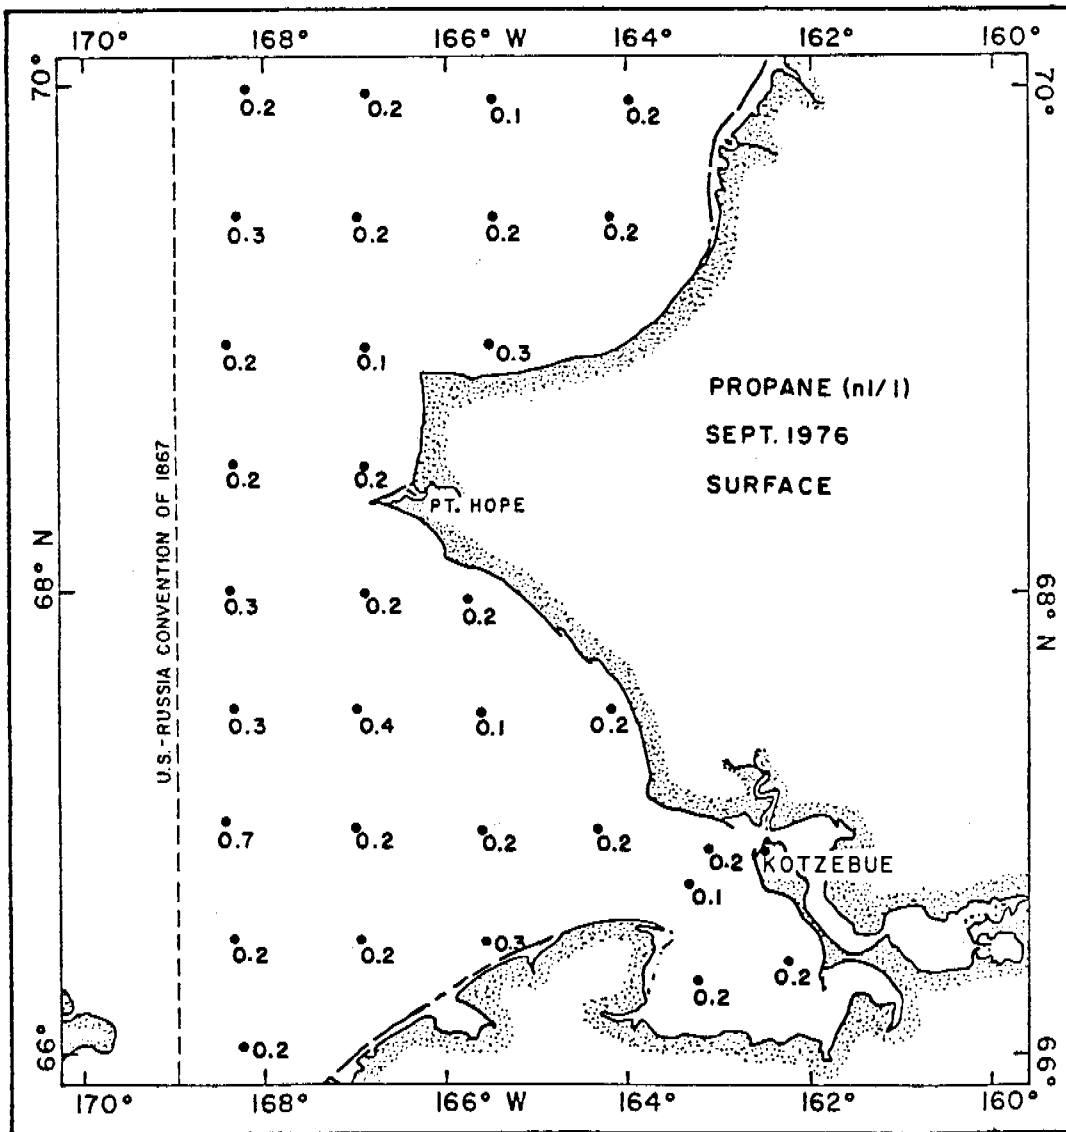 170° 168° 166° W 164° 162° 160°
70° 70°
0.2 0.2 0.1 0.2
0.3 0.2 0.2 0.2
0.2 0.1 0.3
PROPANE (nl/l)
SEPT. 1976
SURFACE
0.2 0.2
PT. HOPE
U.S.-RUSSIA CONVENTION OF 1867
68° N 68° N
0.3 0.2 0.2
0.3 0.4 0.1 0.2
0.7 0.2 0.2 0.2
0.2 KOTZEBUE
0.1
0.2 0.2 0.3
0.2 0.2
66° 66°
0.2
170° 168° 166° W 164° 162° 160°